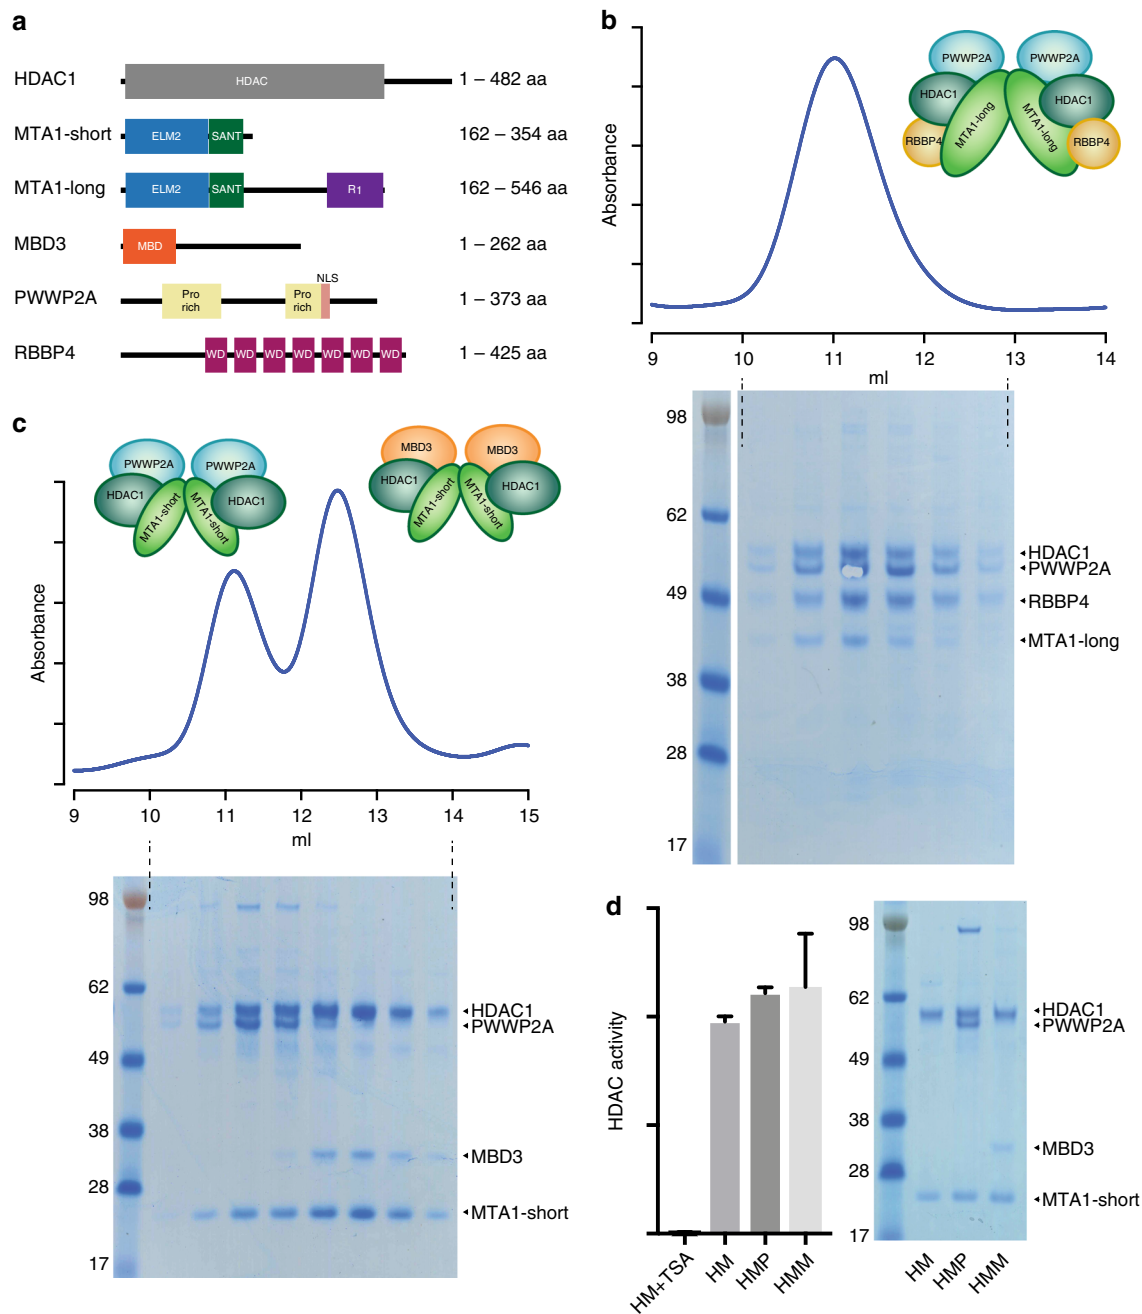 a
HDAC1 HDAC 1 – 482 aa
MTA1-short ELM2 SANT 162 – 354 aa
MTA1-long ELM2 SANT R1 162 – 546 aa
MBD3 MBD 1 – 262 aa
NLS
PWWP2A Pro rich Pro rich 1 – 373 aa
RBBP4 WD WD WD WD WD WD WD 1 – 425 aa
b
Absorbance
PWWP2A PWWP2A
HDAC1 MTA1-long MTA1-long HDAC1
RBBP4 RBBP4
9 10 11 12 13 14
ml
98
62
49
38
28
17
HDAC1
PWWP2A
RBBP4
MTA1-long
c
PWWP2A PWWP2A
HDAC1 MTA1-short MTA1-short HDAC1
MBD3 MBD3
HDAC1 MTA1-short MTA1-short HDAC1
Absorbance
9 10 11 12 13 14 15
ml
98
62
49
38
28
17
HDAC1
PWWP2A
MBD3
MTA1-short
d
HDAC activity
HM+TSA HM HMP HMM
98
62
49
38
28
17
HDAC1
PWWP2A
MBD3
MTA1-short
HM HMP HMM